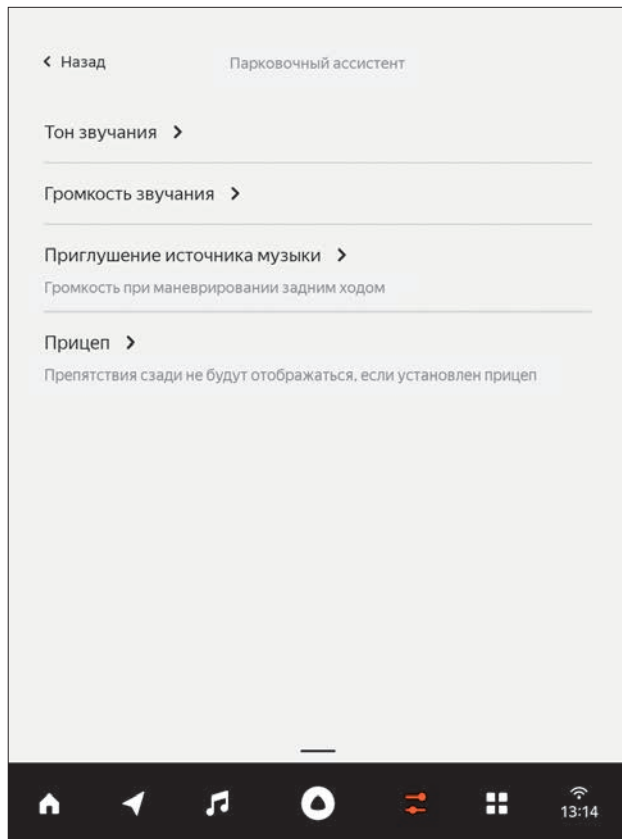 Назад
Парковочный ассистент
Тон звучания
Громкость звучания
Приглушение источника музыки
Громкость при маневрировании задним ходом
Прицеп
Препятствия сзади не будут отображаться, если установлен прицеп
13:14